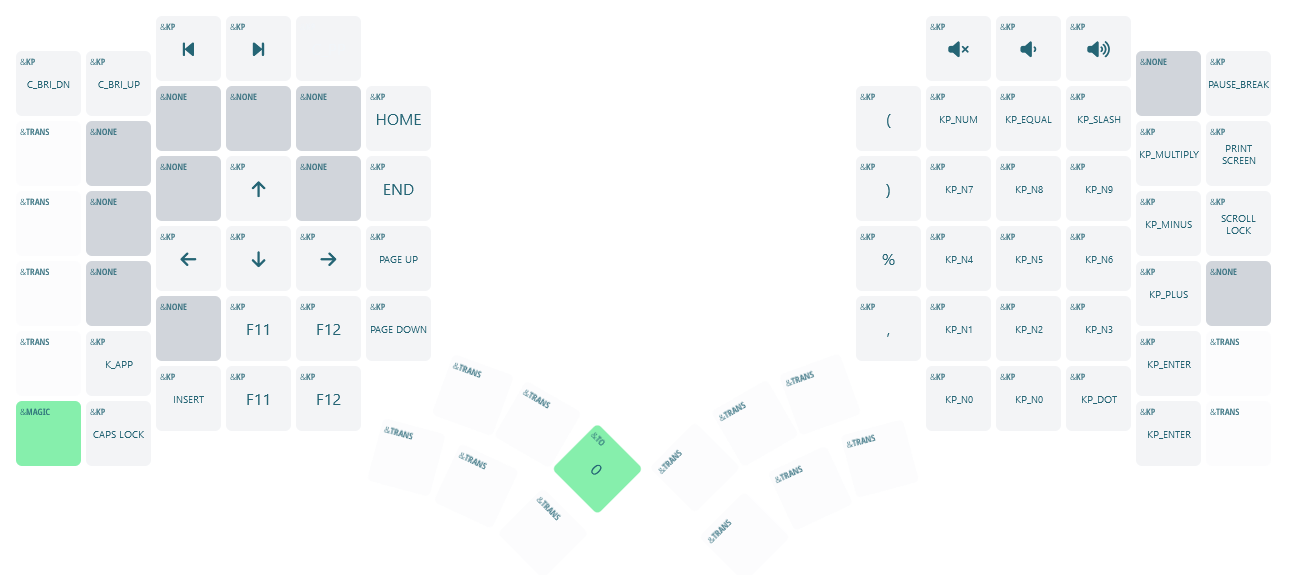 &KP &KP &KP &KP &KP &KP
&KP &KP &NONE &KP
C_BRI_DN C_BRI_UP PAUSE_BREAK
&NONE &NONE &NONE &KP &KP &KP &KP &KP
HOME ( KP_NUM KP_EQUAL KP_SLASH
&TRANS &NONE &KP &KP
KP_MULTIPLY PRINT
SCREEN
&NONE &KP &NONE &KP &KP &KP &KP &KP
END ) KP_N7 KP_N8 KP_N9
&TRANS &NONE &KP &KP
KP_MINUS SCROLL
LOCK
&KP &KP &KP &KP &KP &KP &KP &KP
PAGE UP % KP_N4 KP_N5 KP_N6
&TRANS &NONE &KP &NONE
KP_PLUS
&NONE &KP &KP &KP &KP &KP &KP &KP
F11 F12 PAGE DOWN , KP_N1 KP_N2 KP_N3
&TRANS &KP &KP &TRANS
K_APP KP_ENTER
&KP &KP &KP &KP &KP &KP
INSERT F11 F12 KP_N0 KP_N0 KP_DOT
&MAGIC &KP &KP &TRANS
CAPS LOCK KP_ENTER
&TRANS &TRANS &TRANS &TRANS
&TRANS &TRANS &TO &TRANS &TRANS &TRANS
0
&TRANS &TRANS